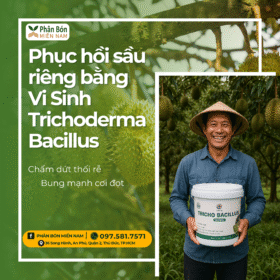 Phân Bón
MIỀN NAM
Phục hồi sầu
riêng bằng
Vi Sinh
Trichoderma
Bacillus
Chấm dứt thối rễ
Bung mạnh cơi đọt
TRICHO BACILLUS
PHÂN BÓN MIỀN NAM
097.581.7571